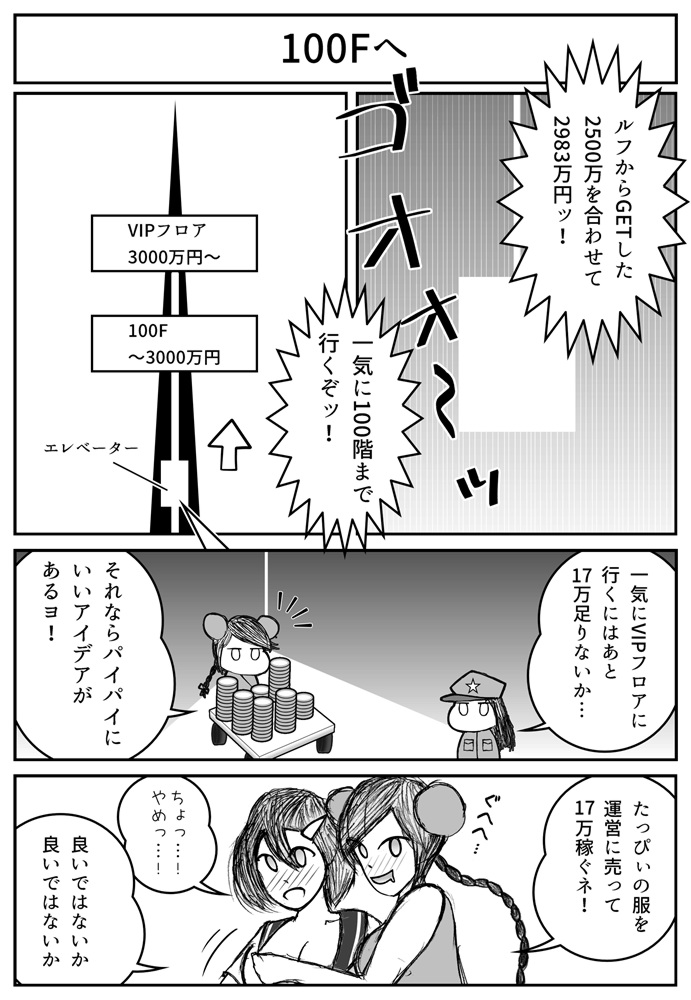 100Fへ
ルフからGETした
2500万を合わせて
2983万円ッ！
ゴオオ〜ッ
一気に100階まで
行くぞッ！
VIPフロア
3000万円〜
100F
〜3000万円
エレベーター
一気にVIPフロアに
行くにはあと
17万足りないか…
それならパイパイに
いいアイデアが
あるヨ！
たっぴぃの服を
運営に売って
17万稼ぐネ！
ぐへへ…
ちょっ…！
やめっ…！
良いではないか
良いではないか